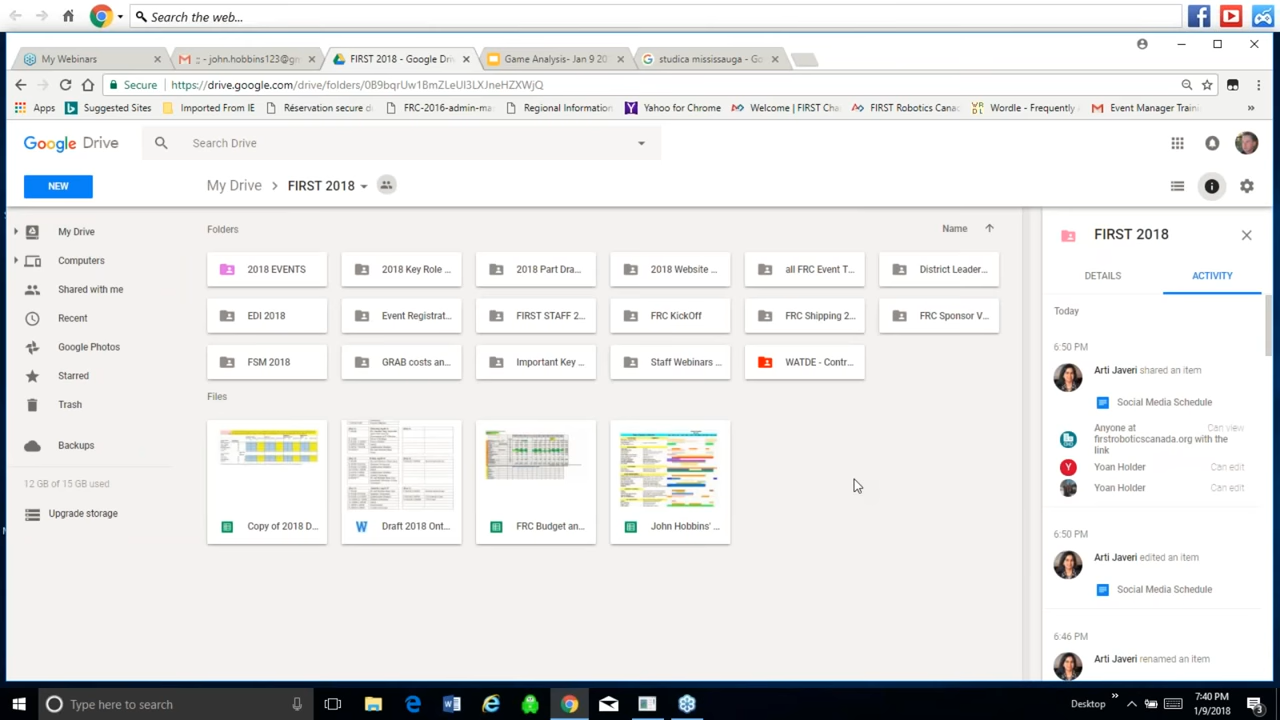 Search the web...
My Webinars
FIRST 2018 - Google Driv
Game Analysis- Jan 9 20
studica mississauga - Go
Secure
https://drive.google.com/drive/folders/0B9bqrUw1BmZLeUI3LXJneHZXWjQ
Apps
Suggested Sites
Imported From IE
Réservation secure d
FRC-2016-admin-ma
Regional Information
Yahoo for Chrome
Welcome | FIRST Cha
FIRST Robotics Canad
Wordle - Frequently A
Event Manager Train
Google Drive
Search Drive
NEW
My Drive
FIRST 2018
My Drive
Computers
Shared with me
Recent
Google Photos
Starred
Trash
Backups
12 GB of 15 GB used
Upgrade storage
Folders
Name
2018 EVENTS
2018 Key Role ...
2018 Part Dra...
2018 Website ...
all FRC Event T...
District Leader...
EDI 2018
Event Registrat...
FIRST STAFF 2...
FRC KickOff
FRC Shipping 2...
FRC Sponsor V...
FSM 2018
GRAB costs an...
Important Key ...
Staff Webinars ...
WATDE - Contr...
Files
Copy of 2018 D...
Draft 2018 Ont...
FRC Budget an...
John Hobbins' ...
FIRST 2018
DETAILS
ACTIVITY
Today
6:50 PM
Arti Javeri shared an item
Social Media Schedule
Anyone at firstroboticscanada.org with the link
Can view
Yoan Holder
Can edit
Yoan Holder
Can edit
6:50 PM
Arti Javeri edited an item
Social Media Schedule
6:46 PM
Arti Javeri renamed an item
Type here to search
Desktop
7:40 PM
1/9/2018